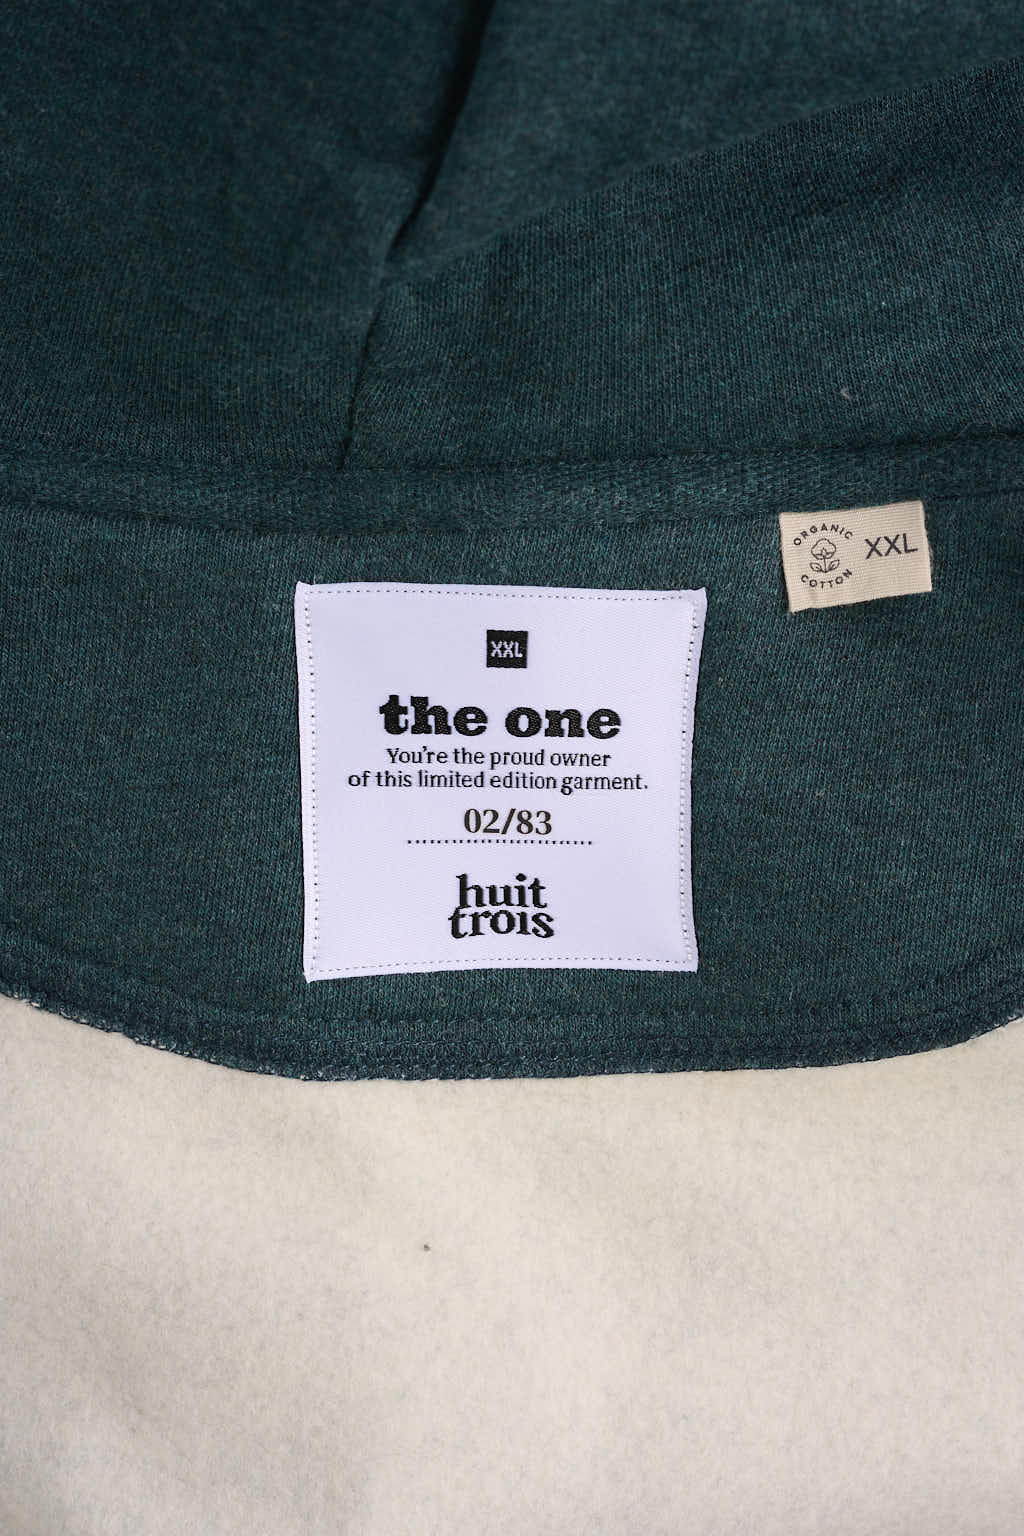 ORGANIC
COTTON
XXL
XXL
the one
You're the proud owner
of this limited edition garment.
02/83
huit
trois